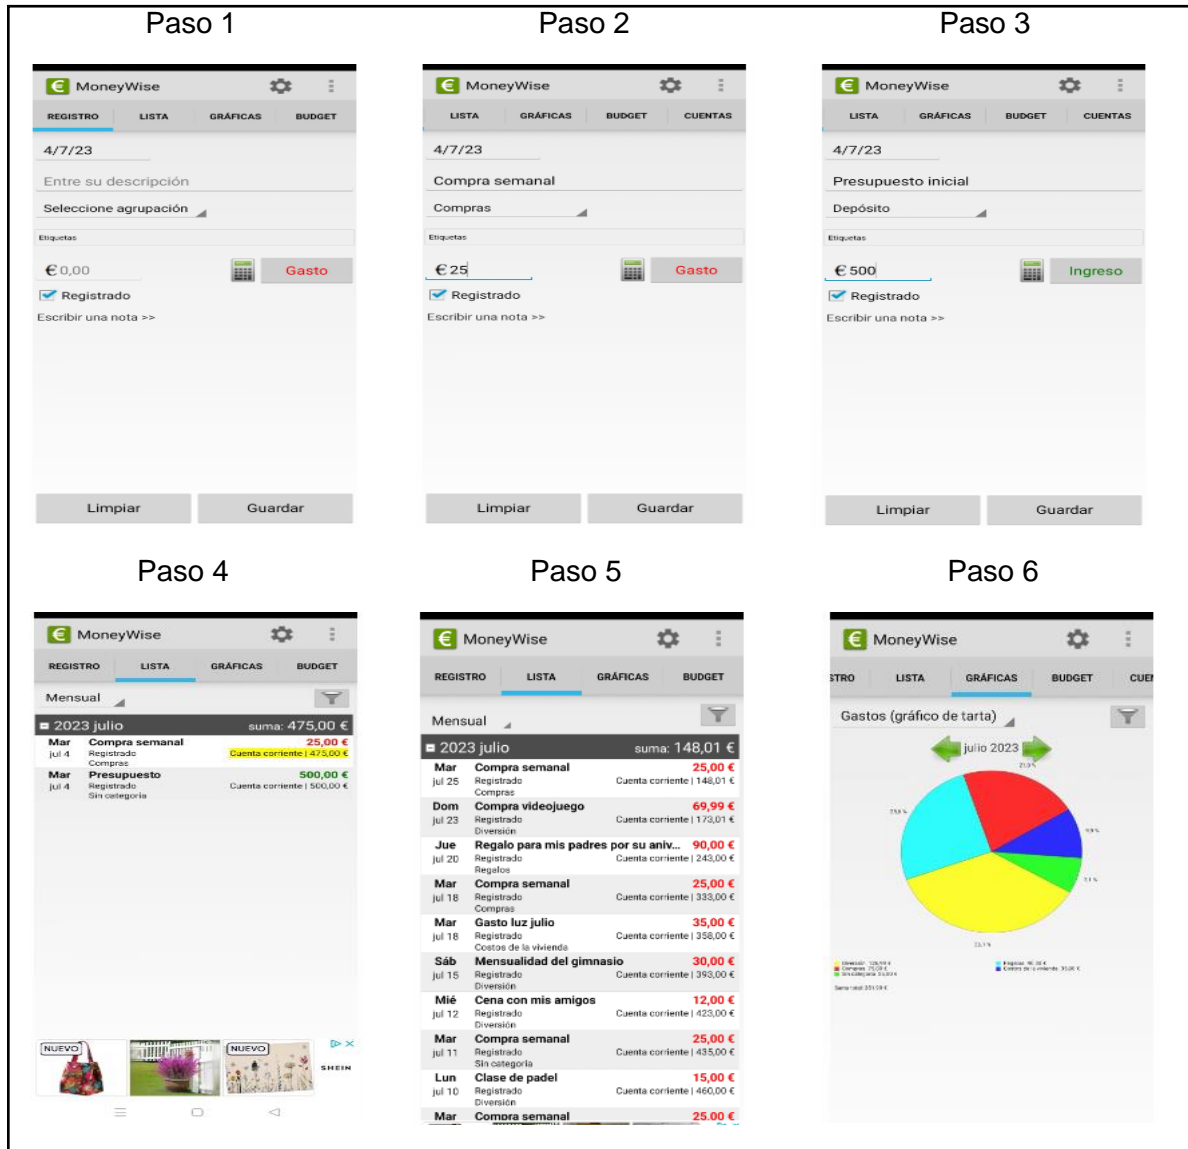 Paso 1
Paso 2
Paso 3
MoneyWise
REGISTRO LISTA GRÁFICAS BUDGET
4/7/23
Entre su descripción
Seleccione agrupación
Etiquetas
€ 0,00 Gasto
Registrado
Escribir una nota >>
Limpiar Guardar
MoneyWise
LISTA GRÁFICAS BUDGET CUENTAS
4/7/23
Compra semanal
Compras
Etiquetas
€ 25 Gasto
Registrado
Escribir una nota >>
Limpiar Guardar
MoneyWise
LISTA GRÁFICAS BUDGET CUENTAS
4/7/23
Presupuesto inicial
Depósito
Etiquetas
€ 500 Ingreso
Registrado
Escribir una nota >>
Limpiar Guardar
Paso 4
Paso 5
Paso 6
MoneyWise
REGISTRO LISTA GRÁFICAS BUDGET
Mensual
2023 julio suma: 475,00 €
Mar Compra semanal 25,00 €
jul 4 Registrado Cuenta corriente | 475,00 €
Compras
Mar Presupuesto 500,00 €
jul 4 Registrado Cuenta corriente | 500,00 €
Sin categoría
NUEVO
NUEVO
SHEIN
MoneyWise
REGISTRO LISTA GRÁFICAS BUDGET
Mensual
2023 julio suma: 148,01 €
Mar Compra semanal 25,00 €
jul 25 Registrado Cuenta corriente | 148,01 €
Compras
Dom Compra videojuego 69,99 €
jul 23 Registrado Cuenta corriente | 173,01 €
Diversión
Jue Regalo para mis padres por su aniv... 90,00 €
jul 20 Registrado Cuenta corriente | 243,00 €
Regalos
Mar Compra semanal 25,00 €
jul 18 Registrado Cuenta corriente | 333,00 €
Compras
Mar Gasto luz julio 35,00 €
jul 18 Registrado Cuenta corriente | 358,00 €
Costos de la vivienda
Sáb Mensualidad del gimnasio 30,00 €
jul 15 Registrado Cuenta corriente | 393,00 €
Diversión
Mié Cena con mis amigos 12,00 €
jul 12 Registrado Cuenta corriente | 423,00 €
Diversión
Mar Compra semanal 25,00 €
jul 11 Registrado Cuenta corriente | 435,00 €
Sin categoría
Lun Clase de padel 15,00 €
jul 10 Registrado Cuenta corriente | 460,00 €
Diversión
Mar Compra semanal 25.00 €
MoneyWise
STRO LISTA GRÁFICAS BUDGET CUE
Gastos (gráfico de tarta)
julio 2023